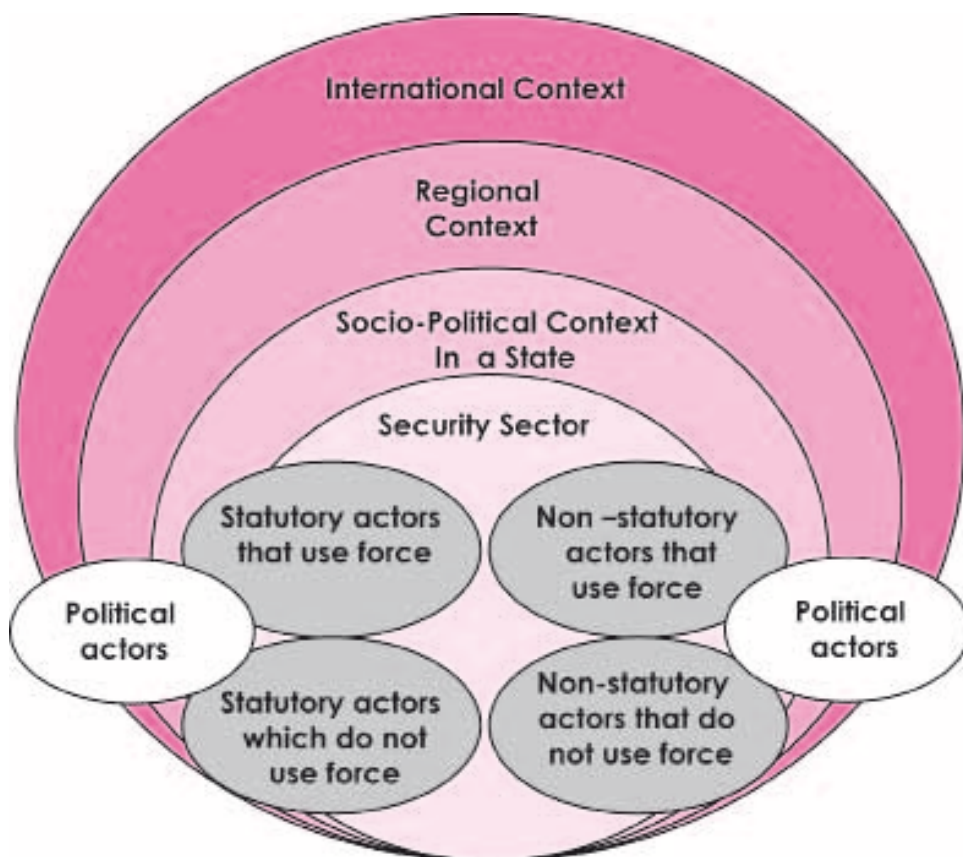 International Context
Regional
Context
Socio-Political Context
In a State
Security Sector
Statutory actors
that use force
Non –statutory
actors that
use force
Political
actors
Political
actors
Statutory actors
which do not
use force
Non-statutory
actors that do
not use force